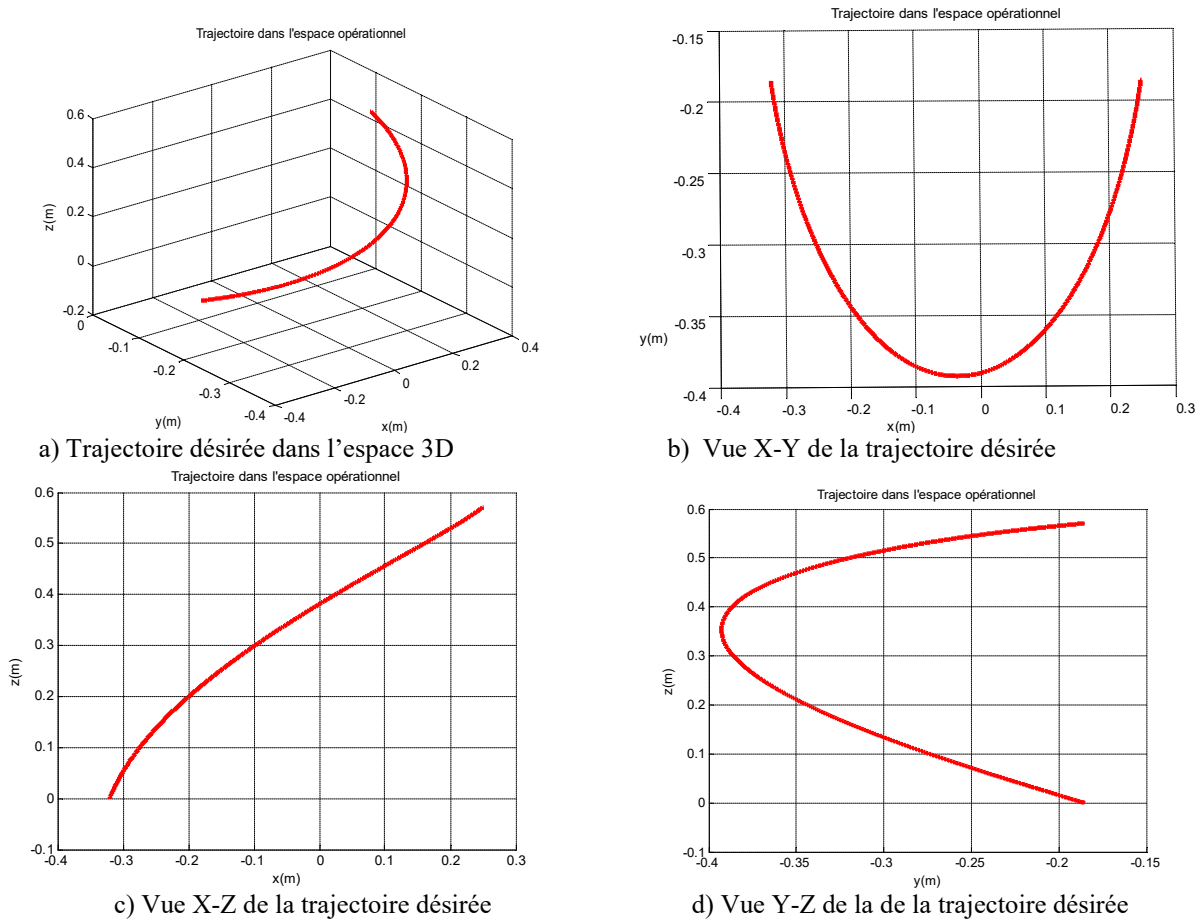 Trajectoire dans l'espace opérationnel
0.6
0.4
0.2
0
-0.2
z(m)
0
-0.1
-0.2
-0.3
-0.4
y(m)
-0.4
-0.2
0
0.2
0.4
x(m)
a) Trajectoire désirée dans l'espace 3D
Trajectoire dans l'espace opérationnel
-0.15
-0.2
-0.25
-0.3
-0.35
-0.4
y(m)
-0.4 -0.3 -0.2 -0.1 0 0.1 0.2 0.3
x(m)
b) Vue X-Y de la trajectoire désirée
Trajectoire dans l'espace opérationnel
0.6
0.5
0.4
0.3
0.2
0.1
0
-0.1
z(m)
-0.4 -0.3 -0.2 -0.1 0 0.1 0.2 0.3
x(m)
c) Vue X-Z de la trajectoire désirée
Trajectoire dans l'espace opérationnel
0.6
0.5
0.4
0.3
0.2
0.1
0
-0.1
z(m)
-0.4 -0.35 -0.3 -0.25 -0.2 -0.15
y(m)
d) Vue Y-Z de la de la trajectoire désirée